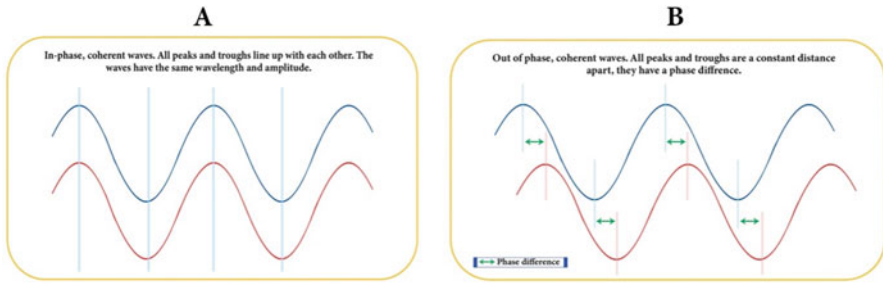 A
In-phase, coherent waves. All peaks and troughs line up with each other. The
waves have the same wavelength and amplitude.
B
Out of phase, coherent waves. All peaks and troughs are a constant distance
apart, they have a phase diffrence.
Phase difference